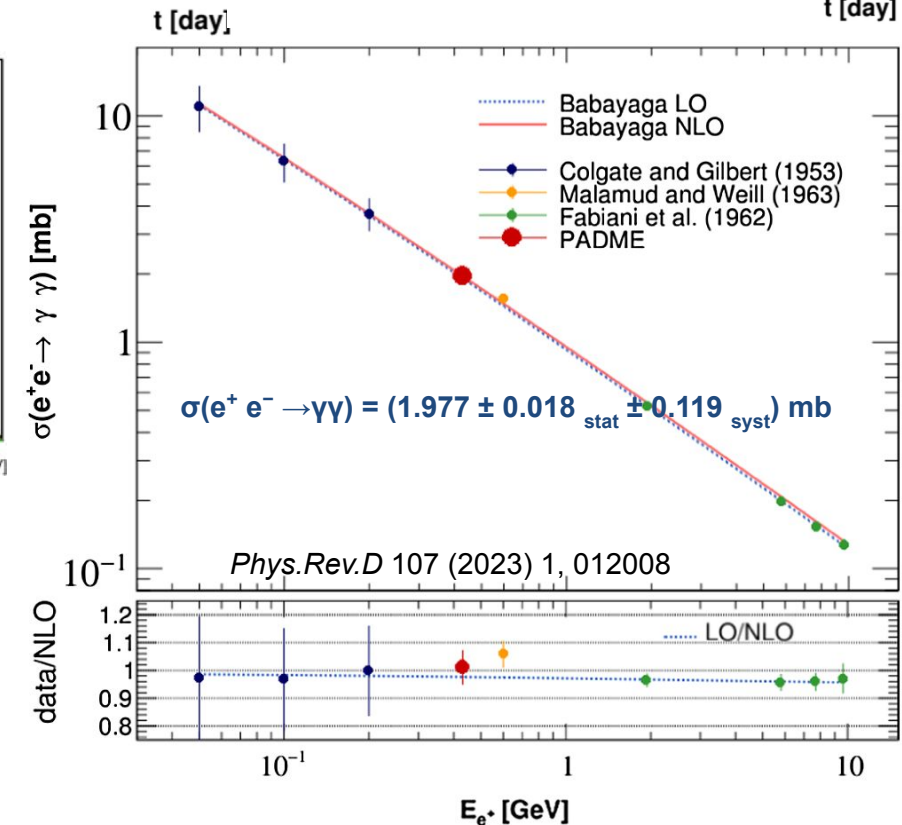 t [day]
t [day]
10
1
10⁻¹
σ(e⁺e⁻→ γ γ) [mb]
Babayaga LO
Babayaga NLO
Colgate and Gilbert (1953)
Malamud and Weill (1963)
Fabiani et al. (1962)
PADME
σ(e⁺ e⁻ →γγ) = (1.977 ± 0.018 stat ± 0.119 syst) mb
Phys.Rev.D 107 (2023) 1, 012008
data/NLO
1.2
1.1
1
0.9
0.8
LO/NLO
10⁻¹
1
10
Eₑ⁺ [GeV]